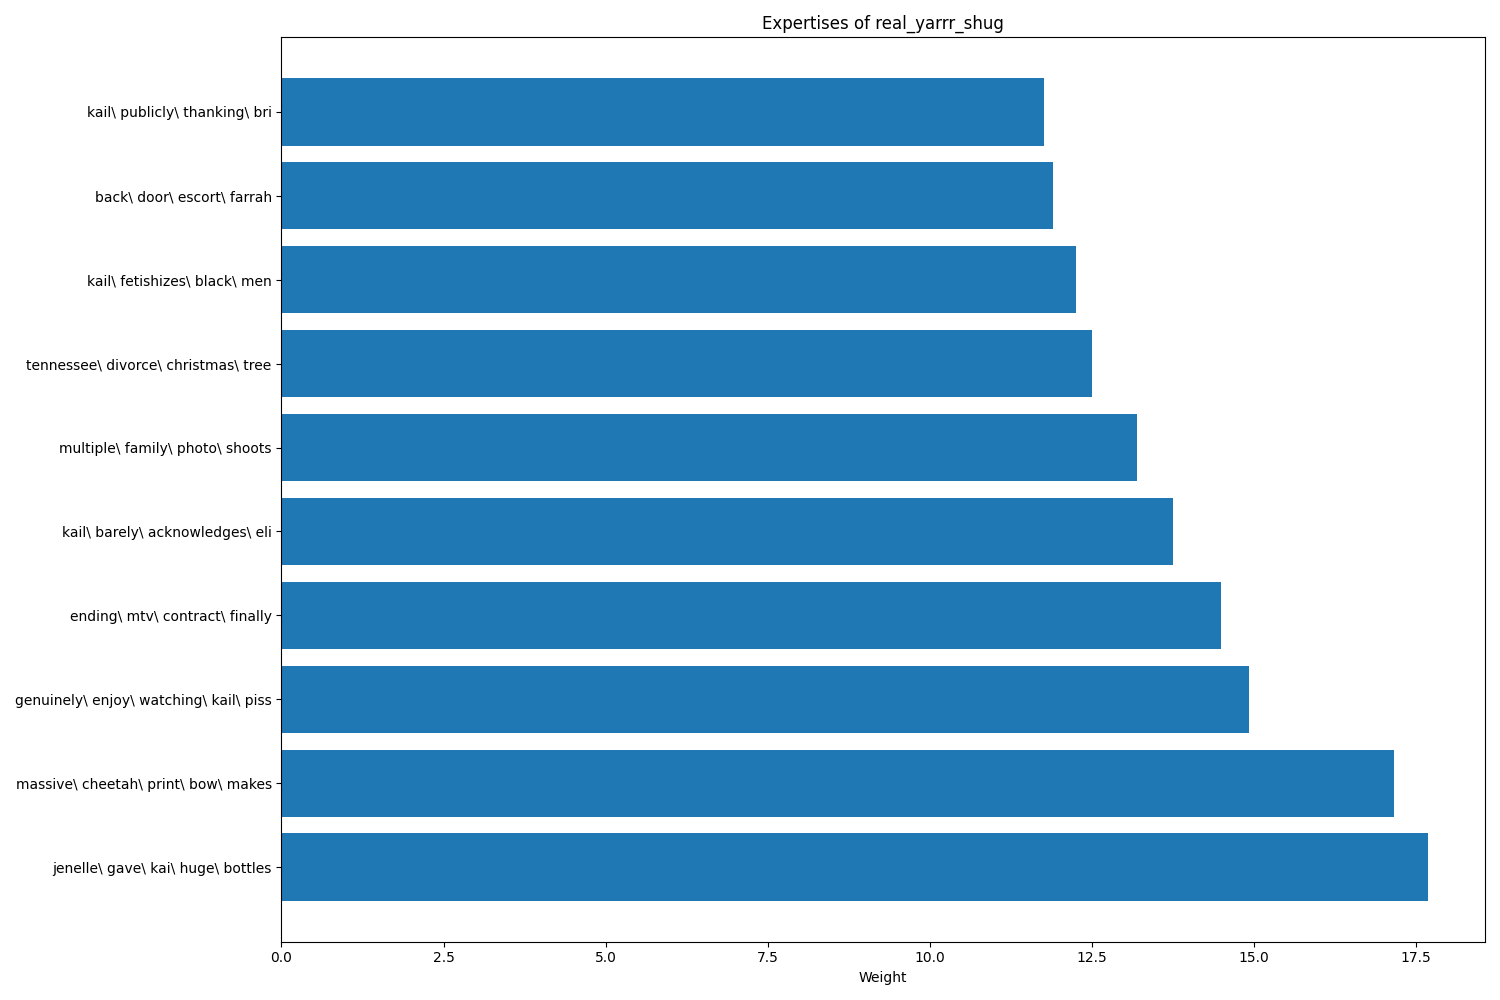 Expertises of real_yarrr_shug
kail\ publicly\ thanking\ bri
back\ door\ escort\ farrah
kail\ fetishizes\ black\ men
tennessee\ divorce\ christmas\ tree
multiple\ family\ photo\ shoots
kail\ barely\ acknowledges\ eli
ending\ mtv\ contract\ finally
genuinely\ enjoy\ watching\ kail\ piss
massive\ cheetah\ print\ bow\ makes
jenelle\ gave\ kai\ huge\ bottles
0.0 2.5 5.0 7.5 10.0 12.5 15.0 17.5
Weight